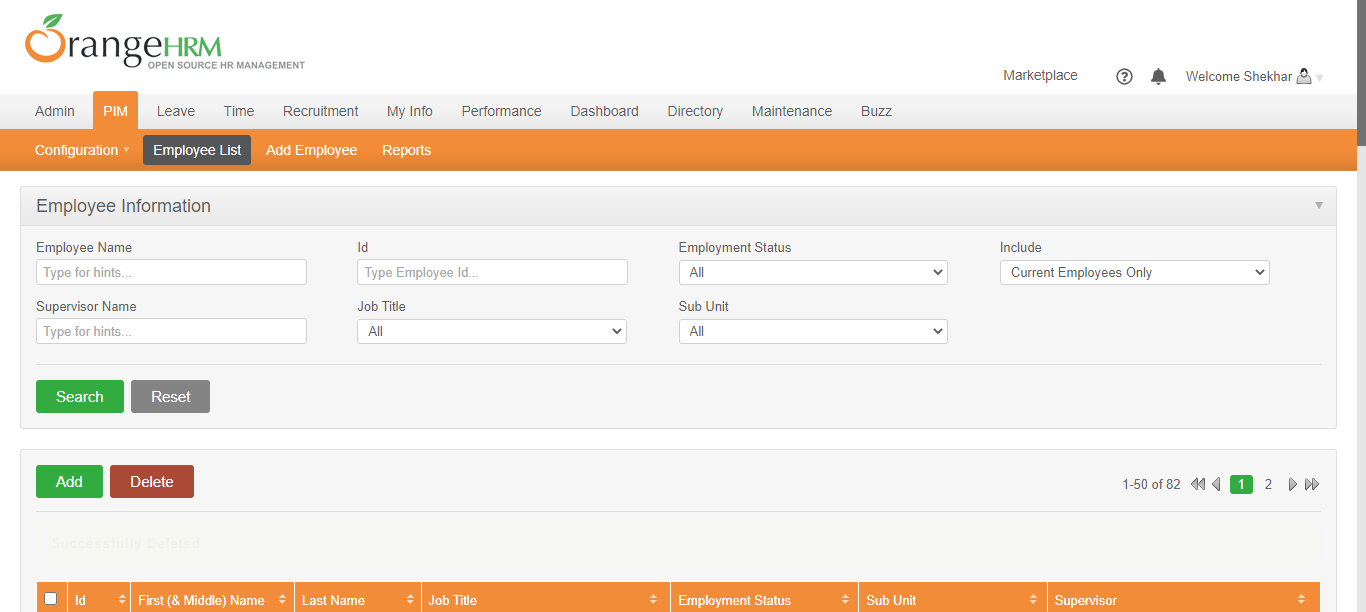 OrangeHRM
OPEN SOURCE HR MANAGEMENT
Marketplace ? Welcome Shekhar
Admin PIM Leave Time Recruitment My Info Performance Dashboard Directory Maintenance Buzz
Configuration Employee List Add Employee Reports
Employee Information
Employee Name Id Employment Status Include
Type for hints... Type Employee Id... All Current Employees Only
Supervisor Name Job Title Sub Unit
Type for hints... All All
Search Reset
Add Delete 1-50 of 82 1 2
Successfully Deleted
Id First (& Middle) Name Last Name Job Title Employment Status Sub Unit Supervisor